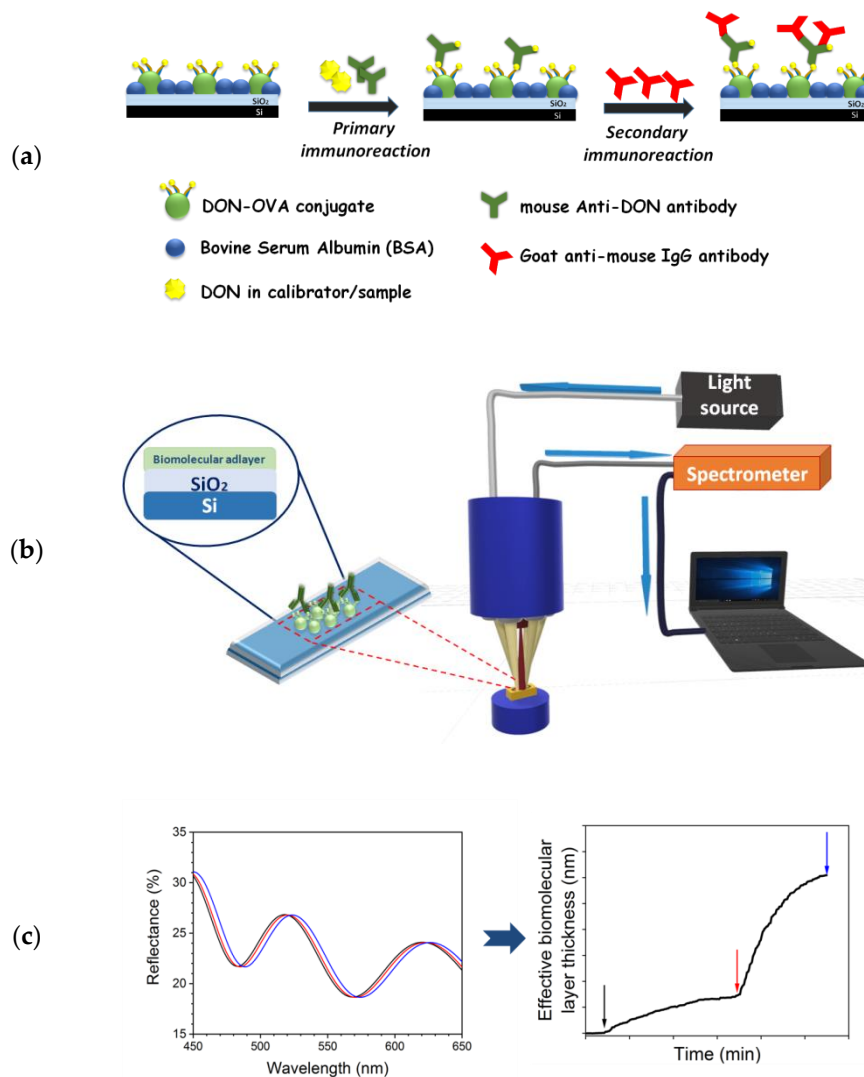 (a)
SiO₂
Si
Primary
immunoreaction
SiO₂
Si
Secondary
immunoreaction
SiO₂
Si
DON-OVA conjugate
mouse Anti-DON antibody
Bovine Serum Albumin (BSA)
Goat anti-mouse IgG antibody
DON in calibrator/sample
(b)
Light
source
Spectrometer
Biomolecular adlayer
SiO₂
Si
(c)
35
30
25
20
15
Reflectance (%)
450 500 550 600 650
Wavelength (nm)
Effective biomolecular
layer thickness (nm)
Time (min)